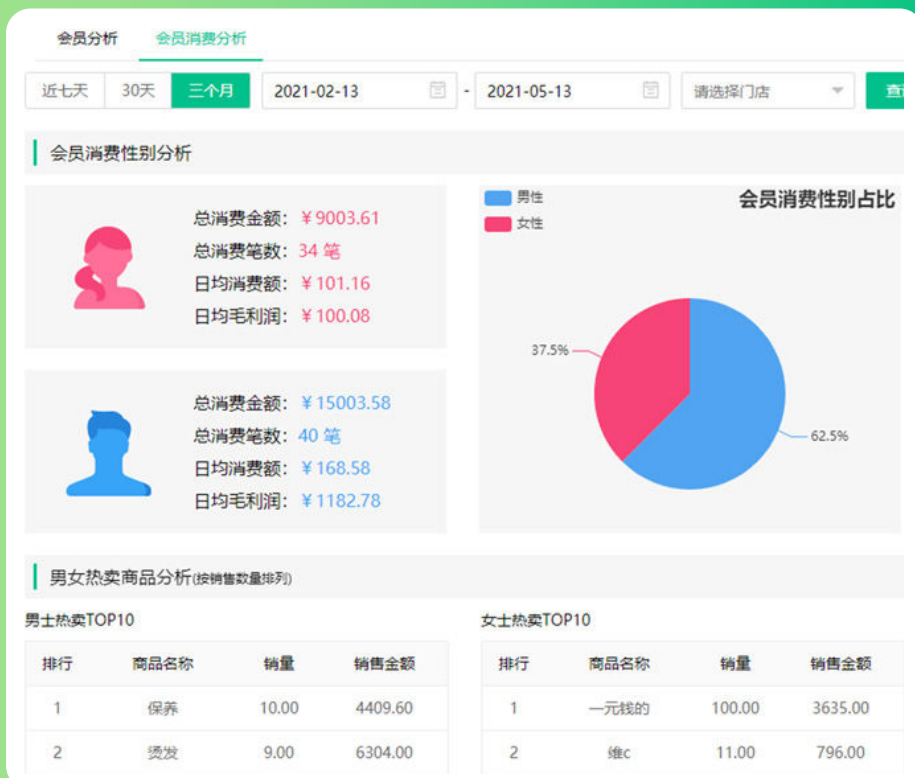 会员分析 会员消费分析
近七天 30天 三个月 2021-02-13 - 2021-05-13 请选择门店 查
会员消费性别分析
总消费金额：￥9003.61
总消费笔数：34 笔
日均消费额：￥101.16
日均毛利润：￥100.08
总消费金额：￥15003.58
总消费笔数：40 笔
日均消费额：￥168.58
日均毛利润：￥1182.78
会员消费性别占比
男性
女性
37.5%
62.5%
男女热卖商品分析(按销售数量排列)
男士热卖TOP10
排行 商品名称 销量 销售金额
1 保养 10.00 4409.60
2 烫发 9.00 6304.00
女士热卖TOP10
排行 商品名称 销量 销售金额
1 一元钱的 100.00 3635.00
2 维c 11.00 796.00